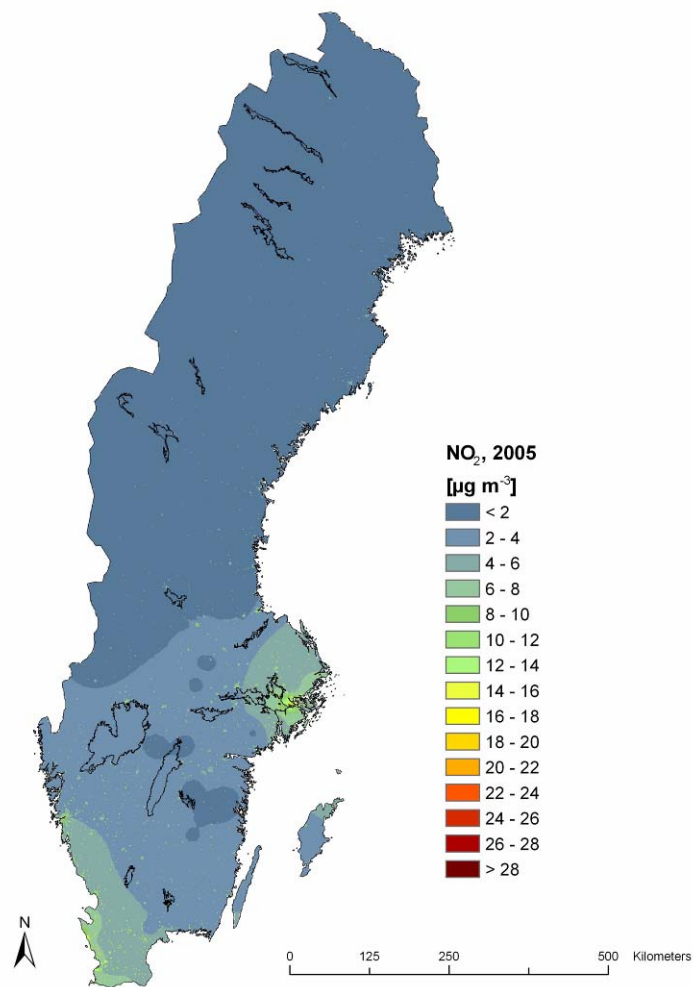 NO₂, 2005
[µg m⁻³]
< 2
2 - 4
4 - 6
6 - 8
8 - 10
10 - 12
12 - 14
14 - 16
16 - 18
18 - 20
20 - 22
22 - 24
24 - 26
26 - 28
> 28
N
0 125 250 500 Kilometers